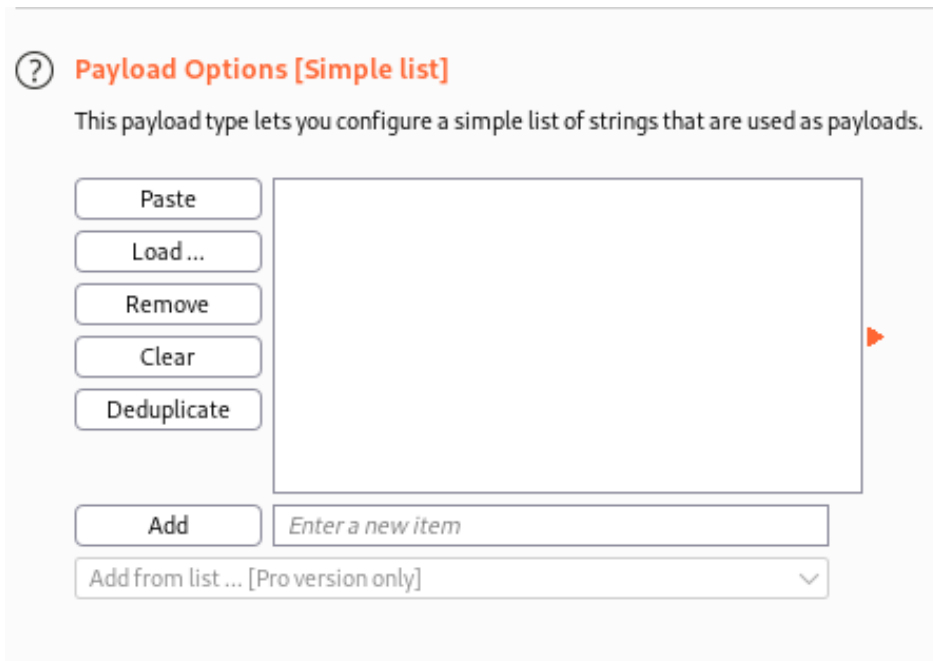 ? Payload Options [Simple list]
This payload type lets you configure a simple list of strings that are used as payloads.
Paste
Load ...
Remove
Clear
Deduplicate
Add
Enter a new item
Add from list ... [Pro version only]